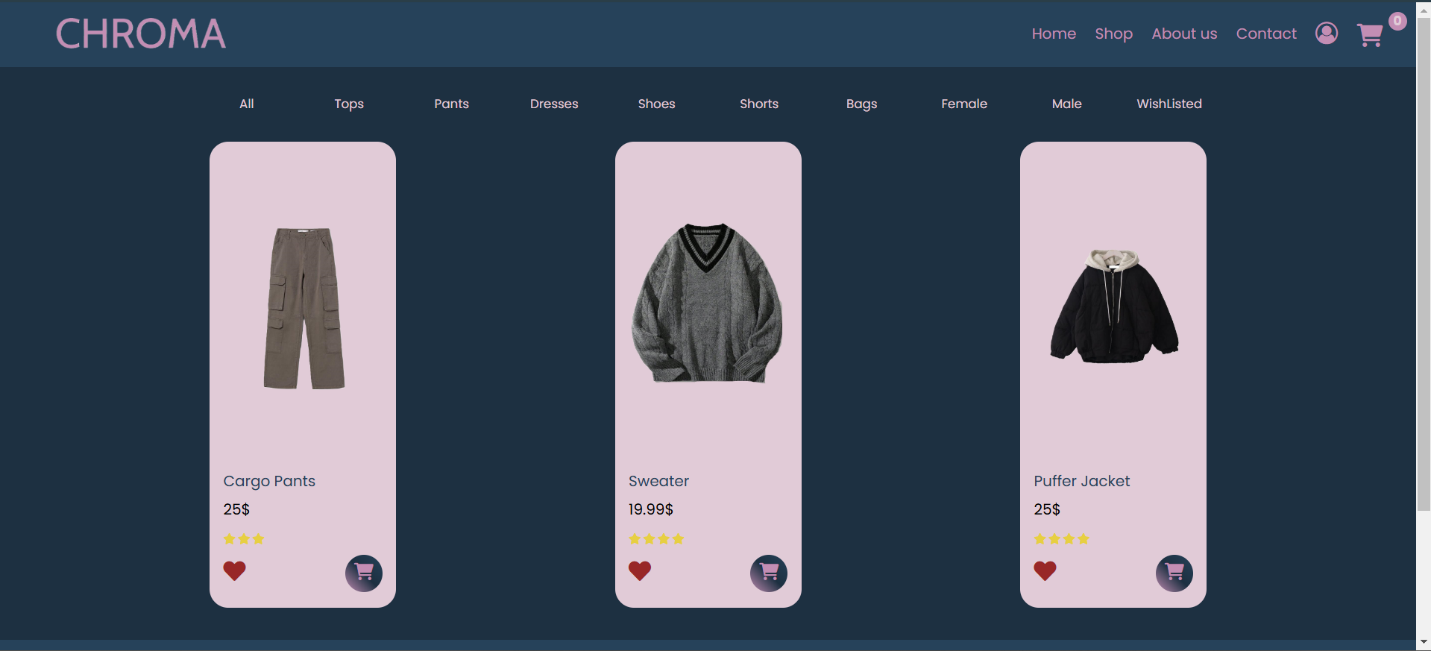 CHROMA
Home Shop About us Contact 0
All Tops Pants Dresses Shoes Shorts Bags Female Male WishListed
Cargo Pants
25$
Sweater
19.99$
Puffer Jacket
25$